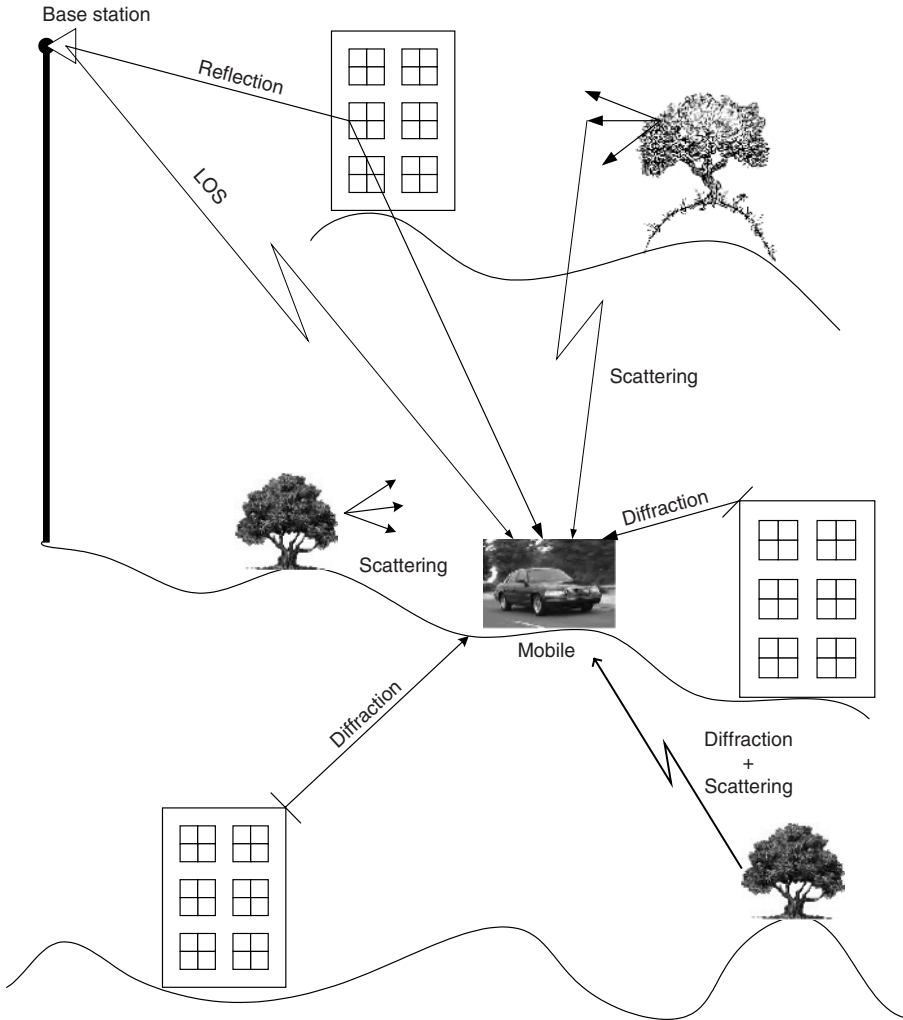 Base station
Reflection
LOS
Scattering
Diffraction
Scattering
Mobile
Diffraction
Diffraction
+
Scattering